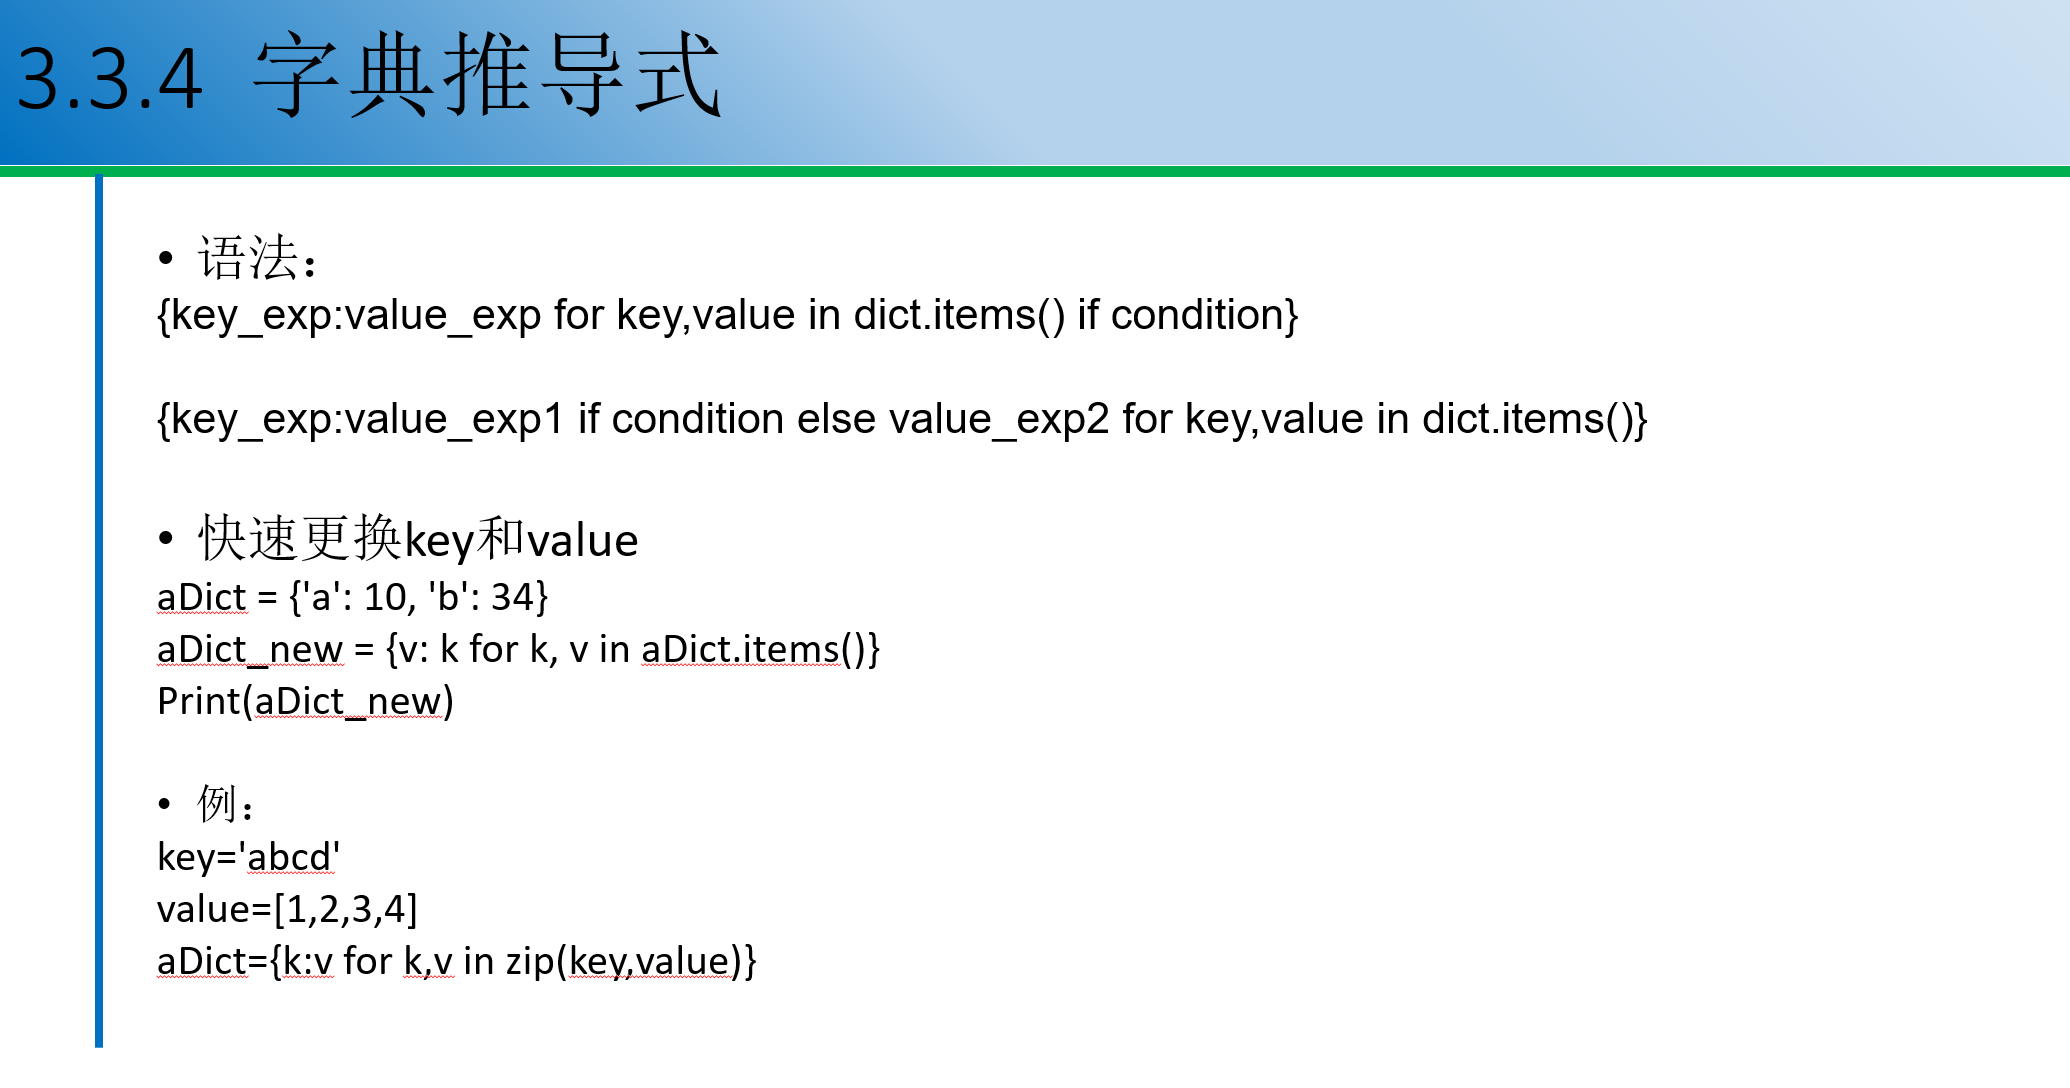 3.3.4 字典推导式
• 语法：
{key_exp:value_exp for key,value in dict.items() if condition}
{key_exp:value_exp1 if condition else value_exp2 for key,value in dict.items()}
• 快速更换key和value
aDict = {'a': 10, 'b': 34}
aDict_new = {v: k for k, v in aDict.items()}
Print(aDict_new)
• 例：
key='abcd'
value=[1,2,3,4]
aDict={k:v for k,v in zip(key,value)}